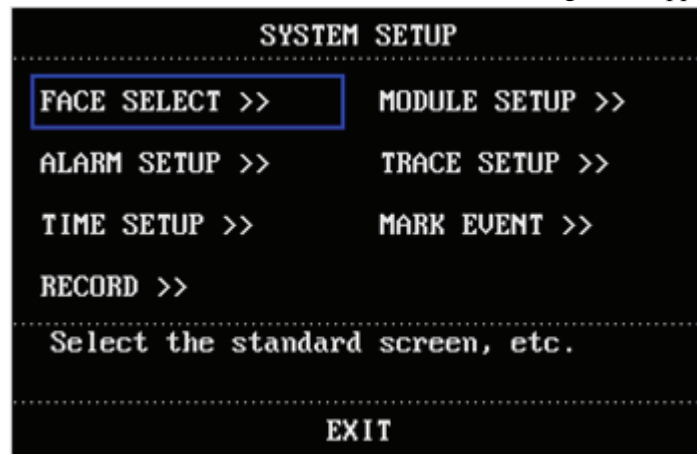 SYSTEM SETUP
FACE SELECT >> MODULE SETUP >>
ALARM SETUP >> TRACE SETUP >>
TIME SETUP >> MARK EVENT >>
RECORD >>
Select the standard screen, etc.
EXIT